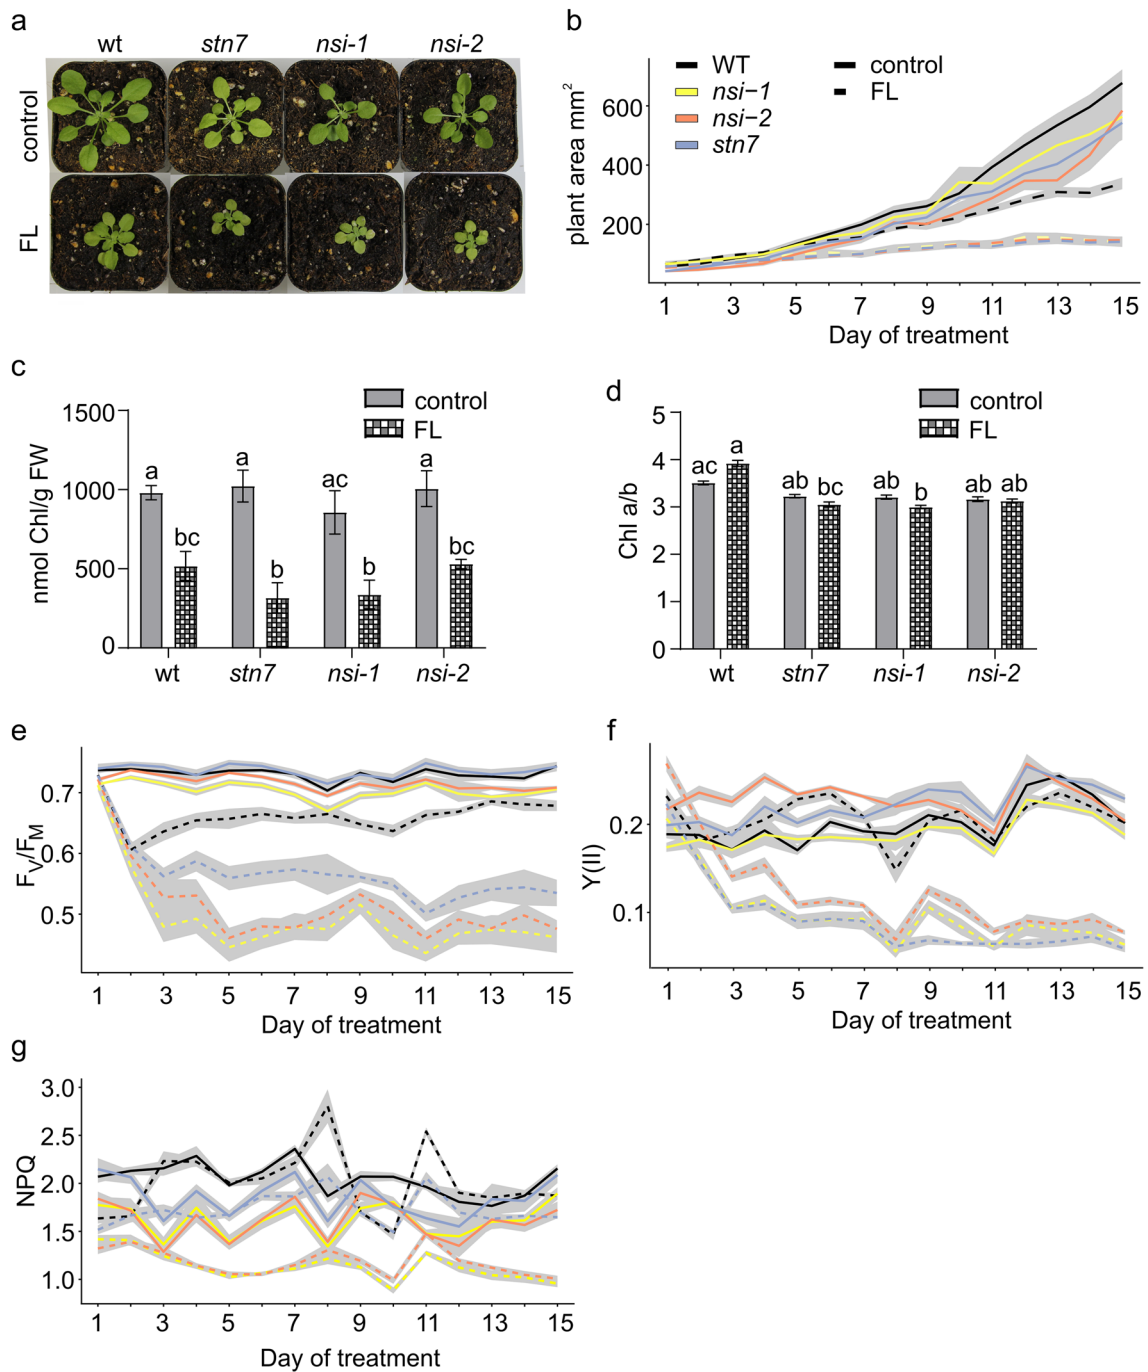 a
wt stn7 nsi-1 nsi-2
control
FL
b
WT
nsi−1
nsi−2
stn7
control
FL
plant area mm²
600
400
200
1 3 5 7 9 11 13 15
Day of treatment
c
control
FL
nmol Chl/g FW
1500
1000
500
0
a bc a b ac b a bc
wt stn7 nsi-1 nsi-2
d
control
FL
Chl a/b
5
4
3
2
1
0
ac a ab bc ab b ab ab
wt stn7 nsi-1 nsi-2
e
FV/FM
0.7
0.6
0.5
1 3 5 7 9 11 13 15
Day of treatment
f
Y(II)
0.2
0.1
1 3 5 7 9 11 13 15
Day of treatment
g
NPQ
3.0
2.5
2.0
1.5
1.0
1 3 5 7 9 11 13 15
Day of treatment